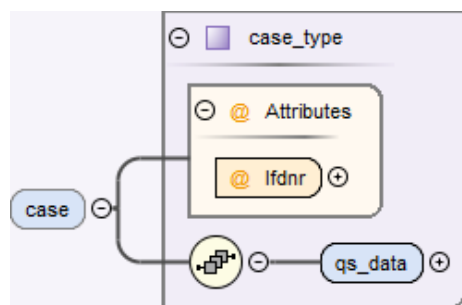 case_type
@ Attributes
@ lfdnr
case
qs_data